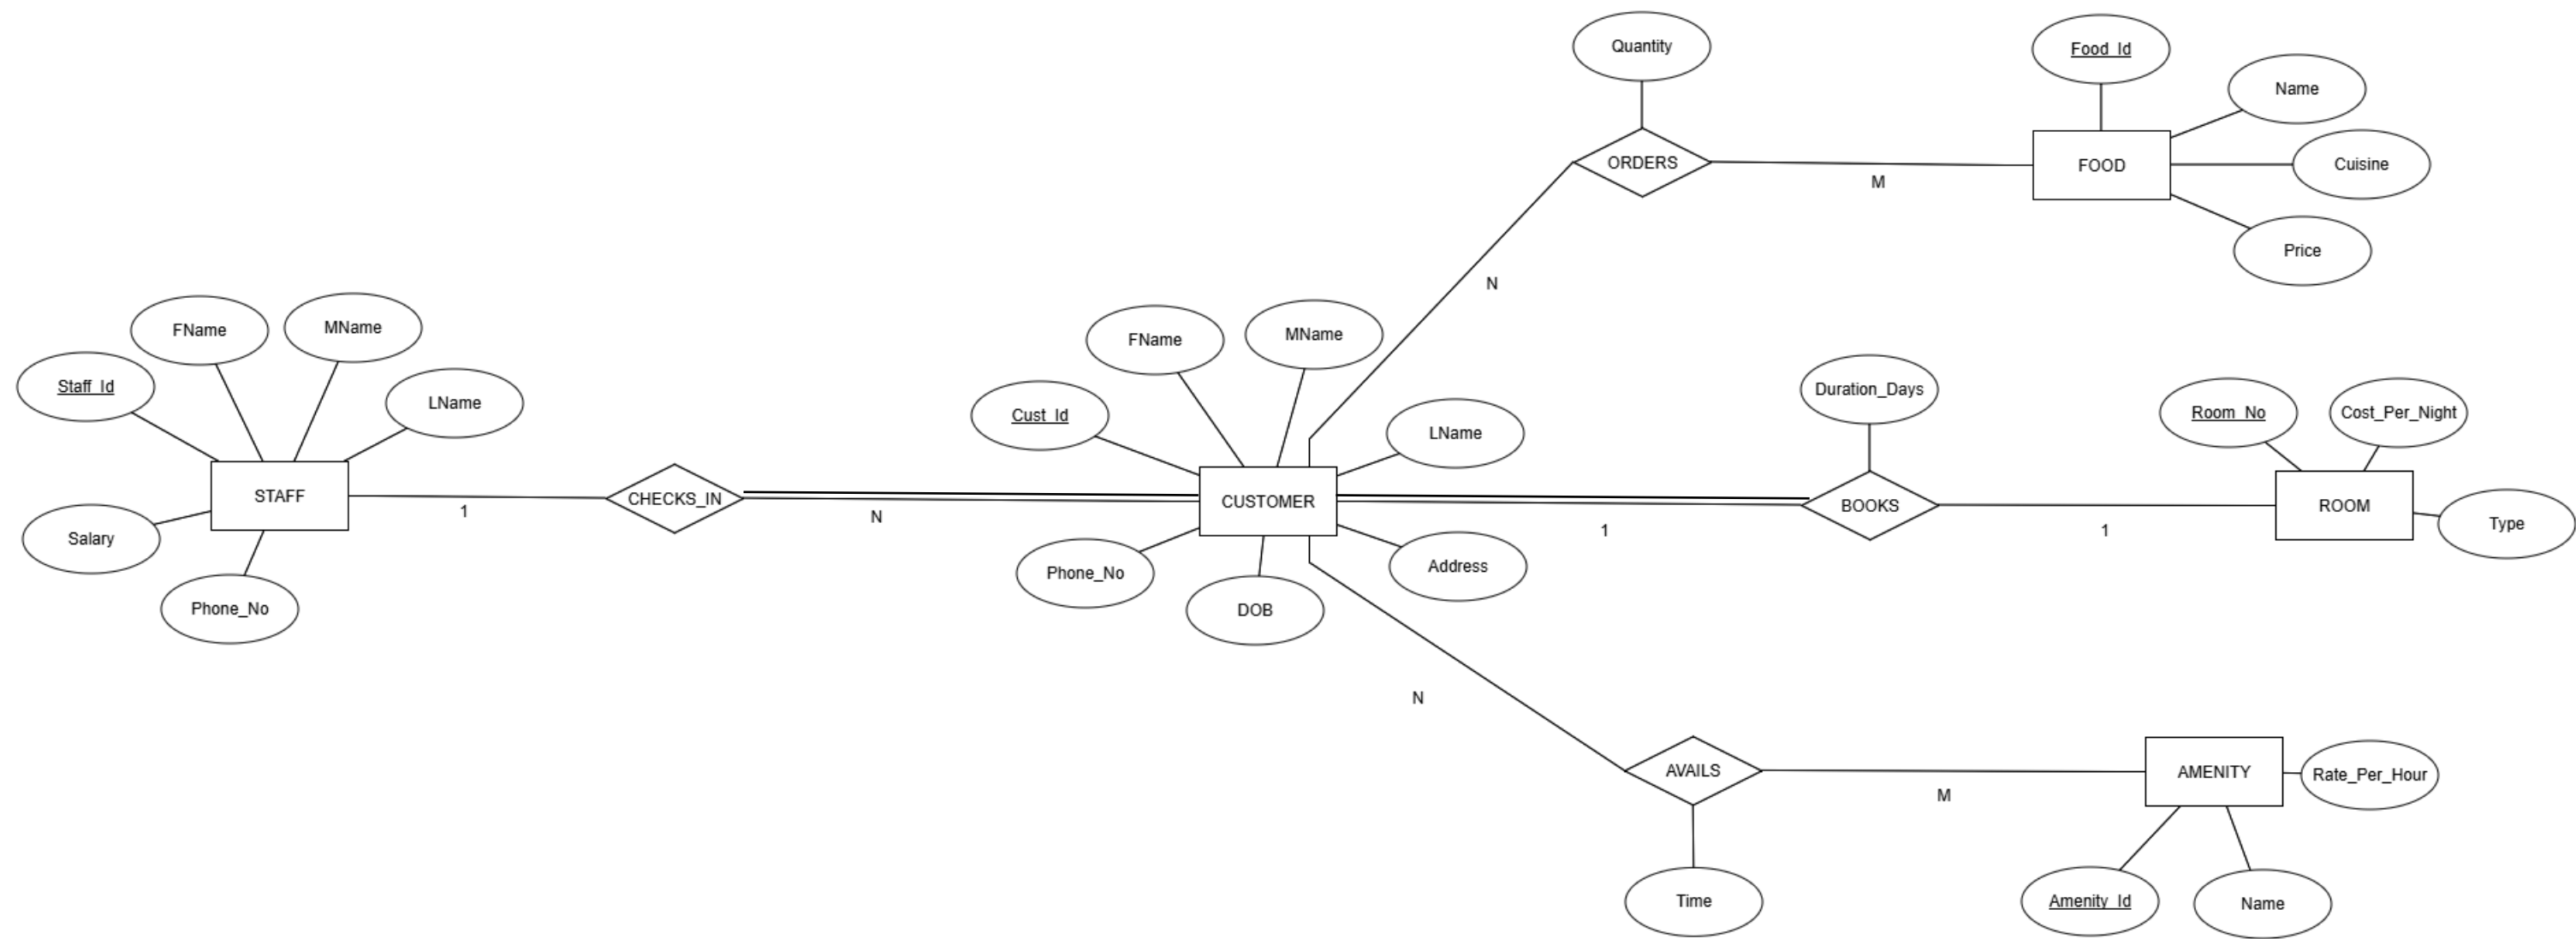 Quantity
Food_Id
Name
ORDERS
FOOD
Cuisine
M
Price
N
FName
MName
Staff_Id
LName
STAFF
CHECKS_IN
1
N
Salary
Phone_No
FName
MName
Cust_Id
LName
CUSTOMER
Phone_No
DOB
Address
Duration_Days
BOOKS
1
1
Room_No
Cost_Per_Night
ROOM
Type
N
AVAILS
M
AMENITY
Rate_Per_Hour
Time
Amenity_Id
Name